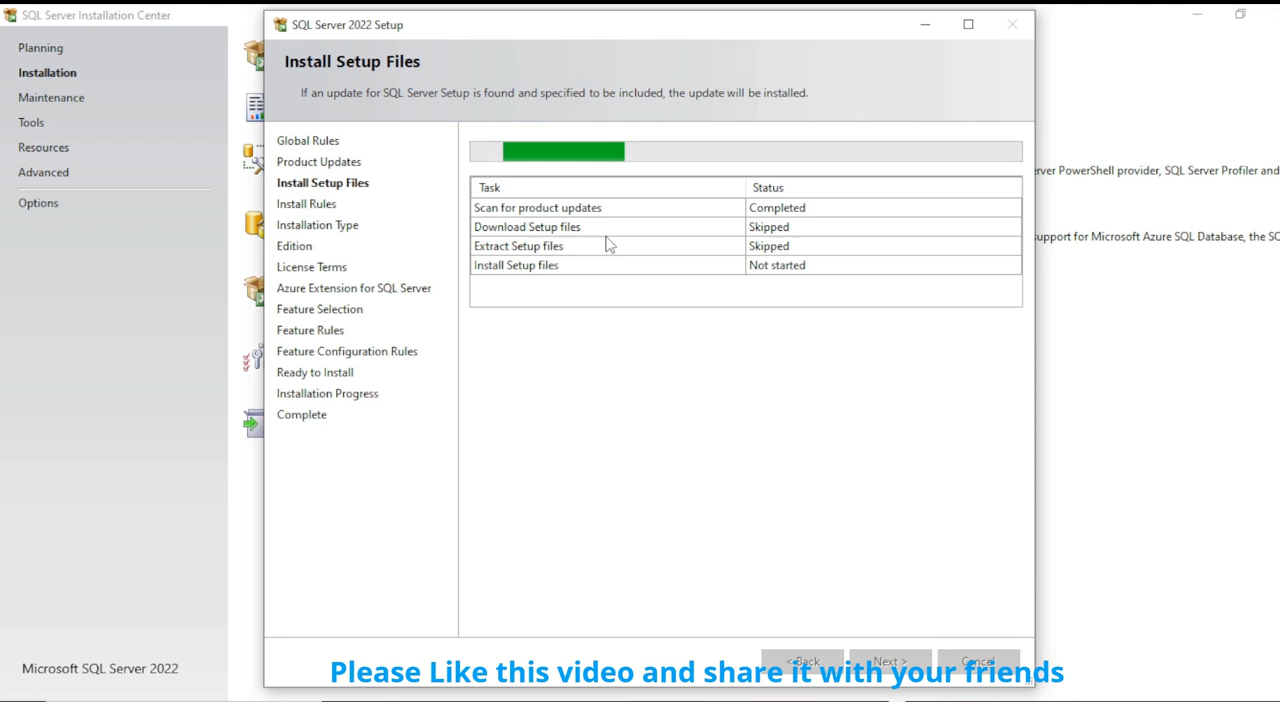 SQL Server Installation Center
Planning
Installation
Maintenance
Tools
Resources
Advanced
Options
Microsoft SQL Server 2022
SQL Server 2022 Setup
Install Setup Files
If an update for SQL Server Setup is found and specified to be included, the update will be installed.
Global Rules
Product Updates
Install Setup Files
Install Rules
Installation Type
Edition
License Terms
Azure Extension for SQL Server
Feature Selection
Feature Rules
Feature Configuration Rules
Ready to Install
Installation Progress
Complete
Task Status
Scan for product updates Completed
Download Setup files Skipped
Extract Setup files Skipped
Install Setup files Not started
erver PowerShell provider, SQL Server Profiler and
support for Microsoft Azure SQL Database, the SQ
< Back Next > Cancel
Please Like this video and share it with your friends